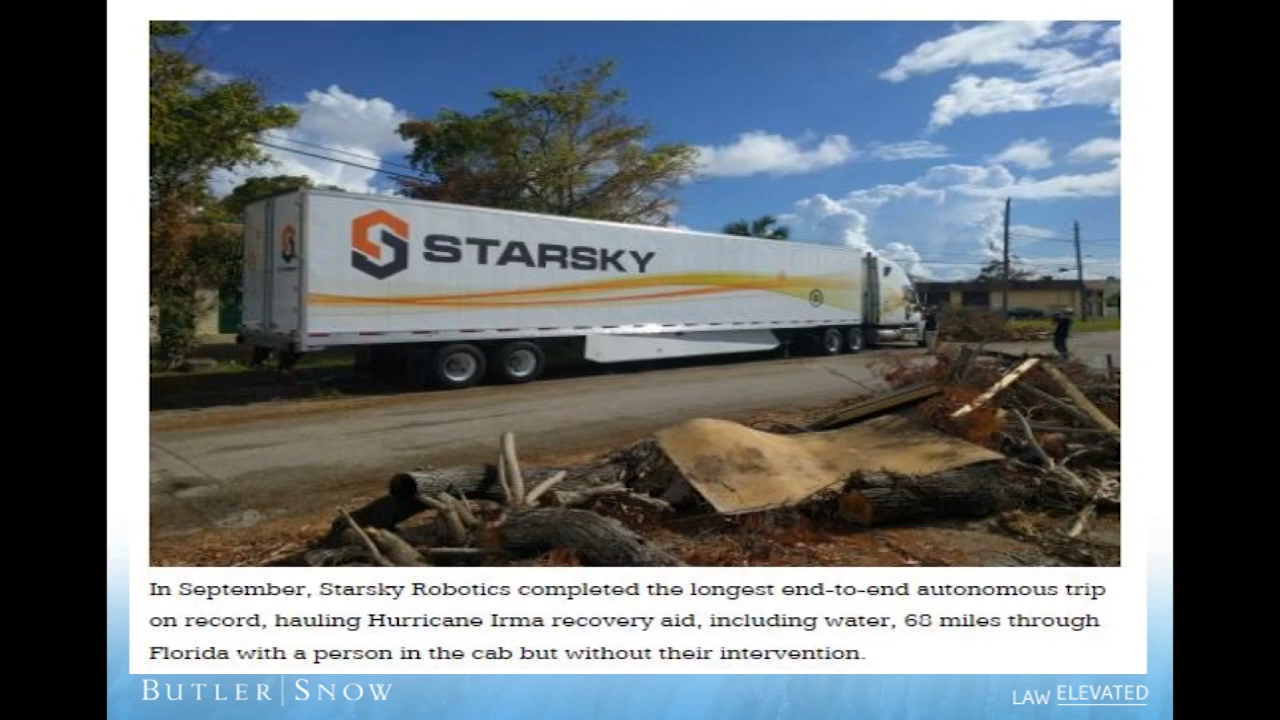 STARSKY
In September, Starsky Robotics completed the longest end-to-end autonomous trip
on record, hauling Hurricane Irma recovery aid, including water, 68 miles through
Florida with a person in the cab but without their intervention.
BUTLER | SNOW
LAW ELEVATED